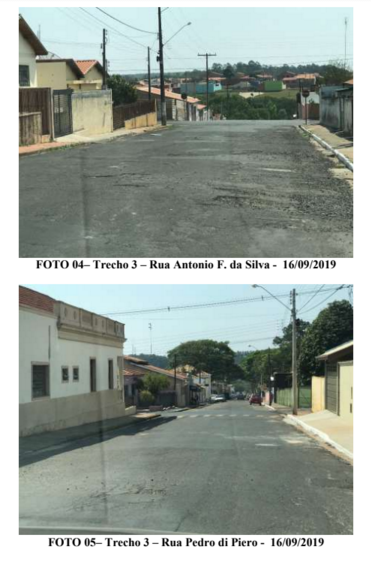 FOTO 04– Trecho 3 – Rua Antonio F. da Silva - 16/09/2019
FOTO 05– Trecho 3 – Rua Pedro di Piero - 16/09/2019